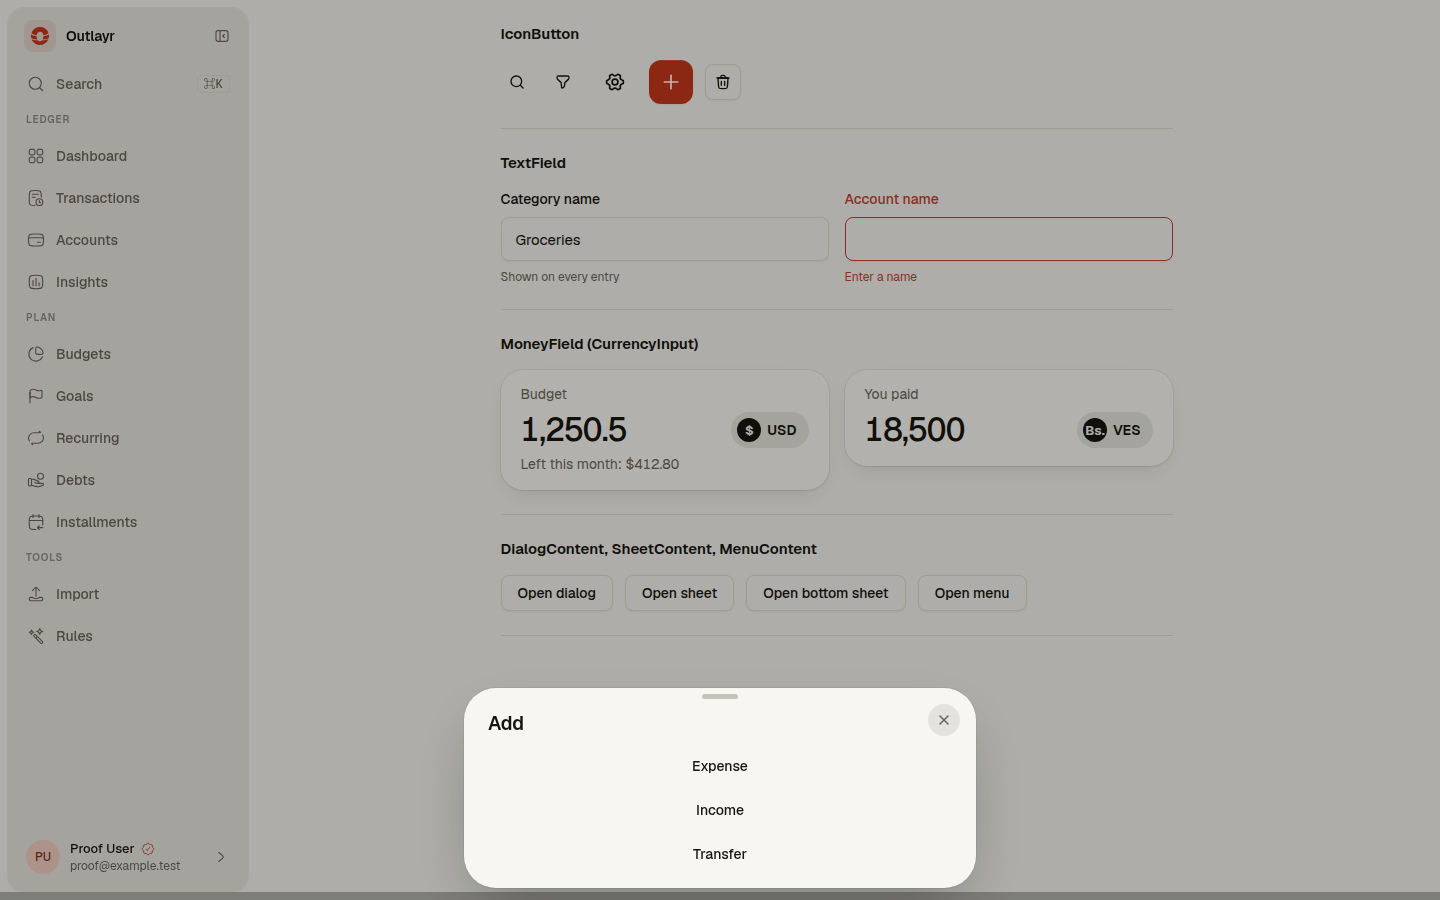 Outlayr
Search
⌘K
LEDGER
Dashboard
Transactions
Accounts
Insights
PLAN
Budgets
Goals
Recurring
Debts
Installments
TOOLS
Import
Rules
PU
Proof User
proof@example.test
IconButton
TextField
Category name
Account name
Groceries
Shown on every entry
Enter a name
MoneyField (CurrencyInput)
Budget
1,250.5
$ USD
Left this month: $412.80
You paid
18,500
Bs. VES
DialogContent, SheetContent, MenuContent
Open dialog
Open sheet
Open bottom sheet
Open menu
Add
Expense
Income
Transfer